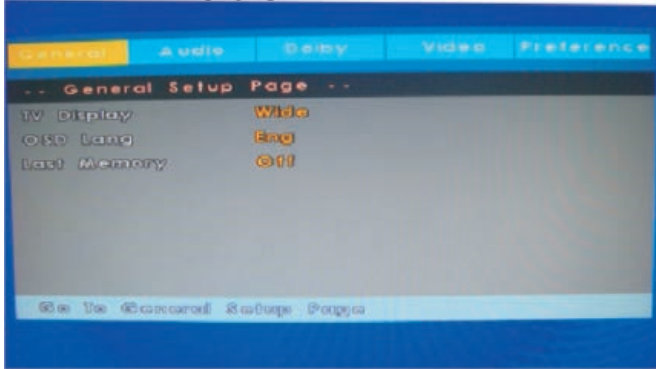 General Audio Dolby Video Preference
-- General Setup Page --
TV Display Wide
OSD Lang Eng
Last Memory Off
Go To General Setup Page